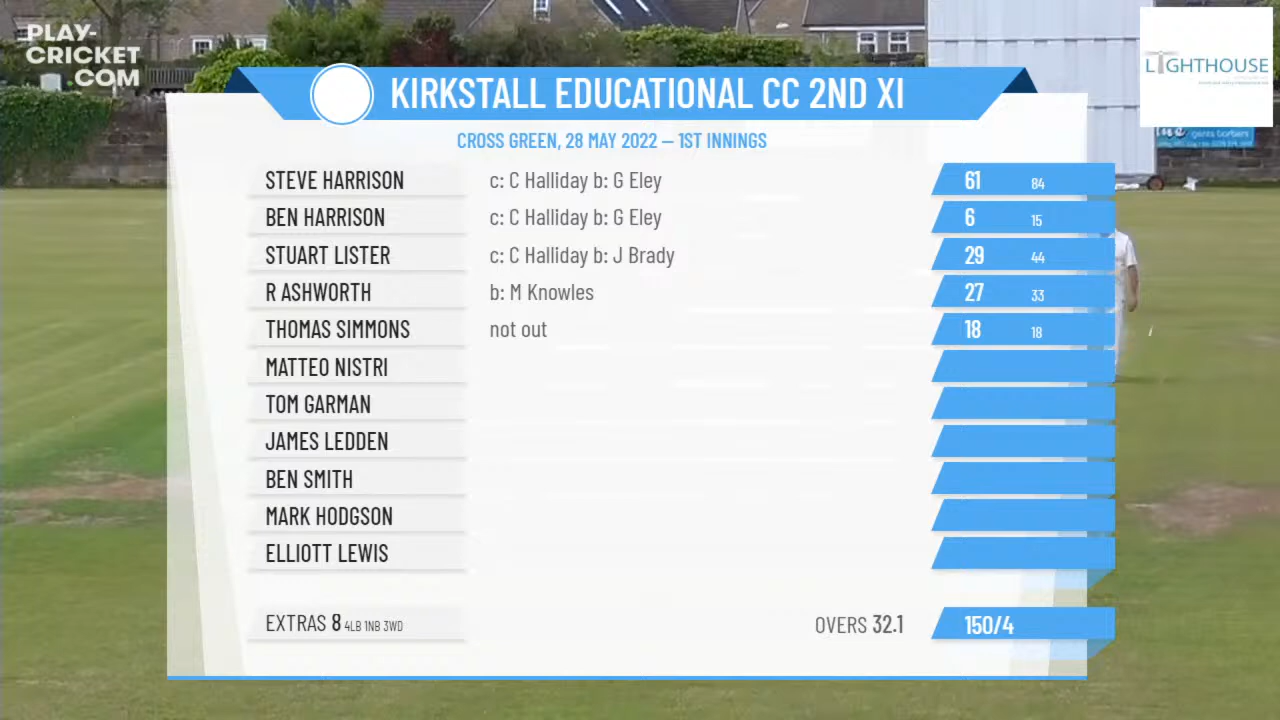 PLAY-
CRICKET
.COM
LIGHTHOUSE
KIRKSTALL EDUCATIONAL CC 2ND XI
CROSS GREEN, 28 MAY 2022 – 1ST INNINGS
STEVE HARRISON c: C Halliday b: G Eley 61 84
BEN HARRISON c: C Halliday b: G Eley 6 15
STUART LISTER c: C Halliday b: J Brady 29 44
R ASHWORTH b: M Knowles 27 33
THOMAS SIMMONS not out 18 18
MATTEO NISTRI
TOM GARMAN
JAMES LEDDEN
BEN SMITH
MARK HODGSON
ELLIOTT LEWIS
EXTRAS 8 4LB 1NB 3WD OVERS 32.1 150/4
gents barbers